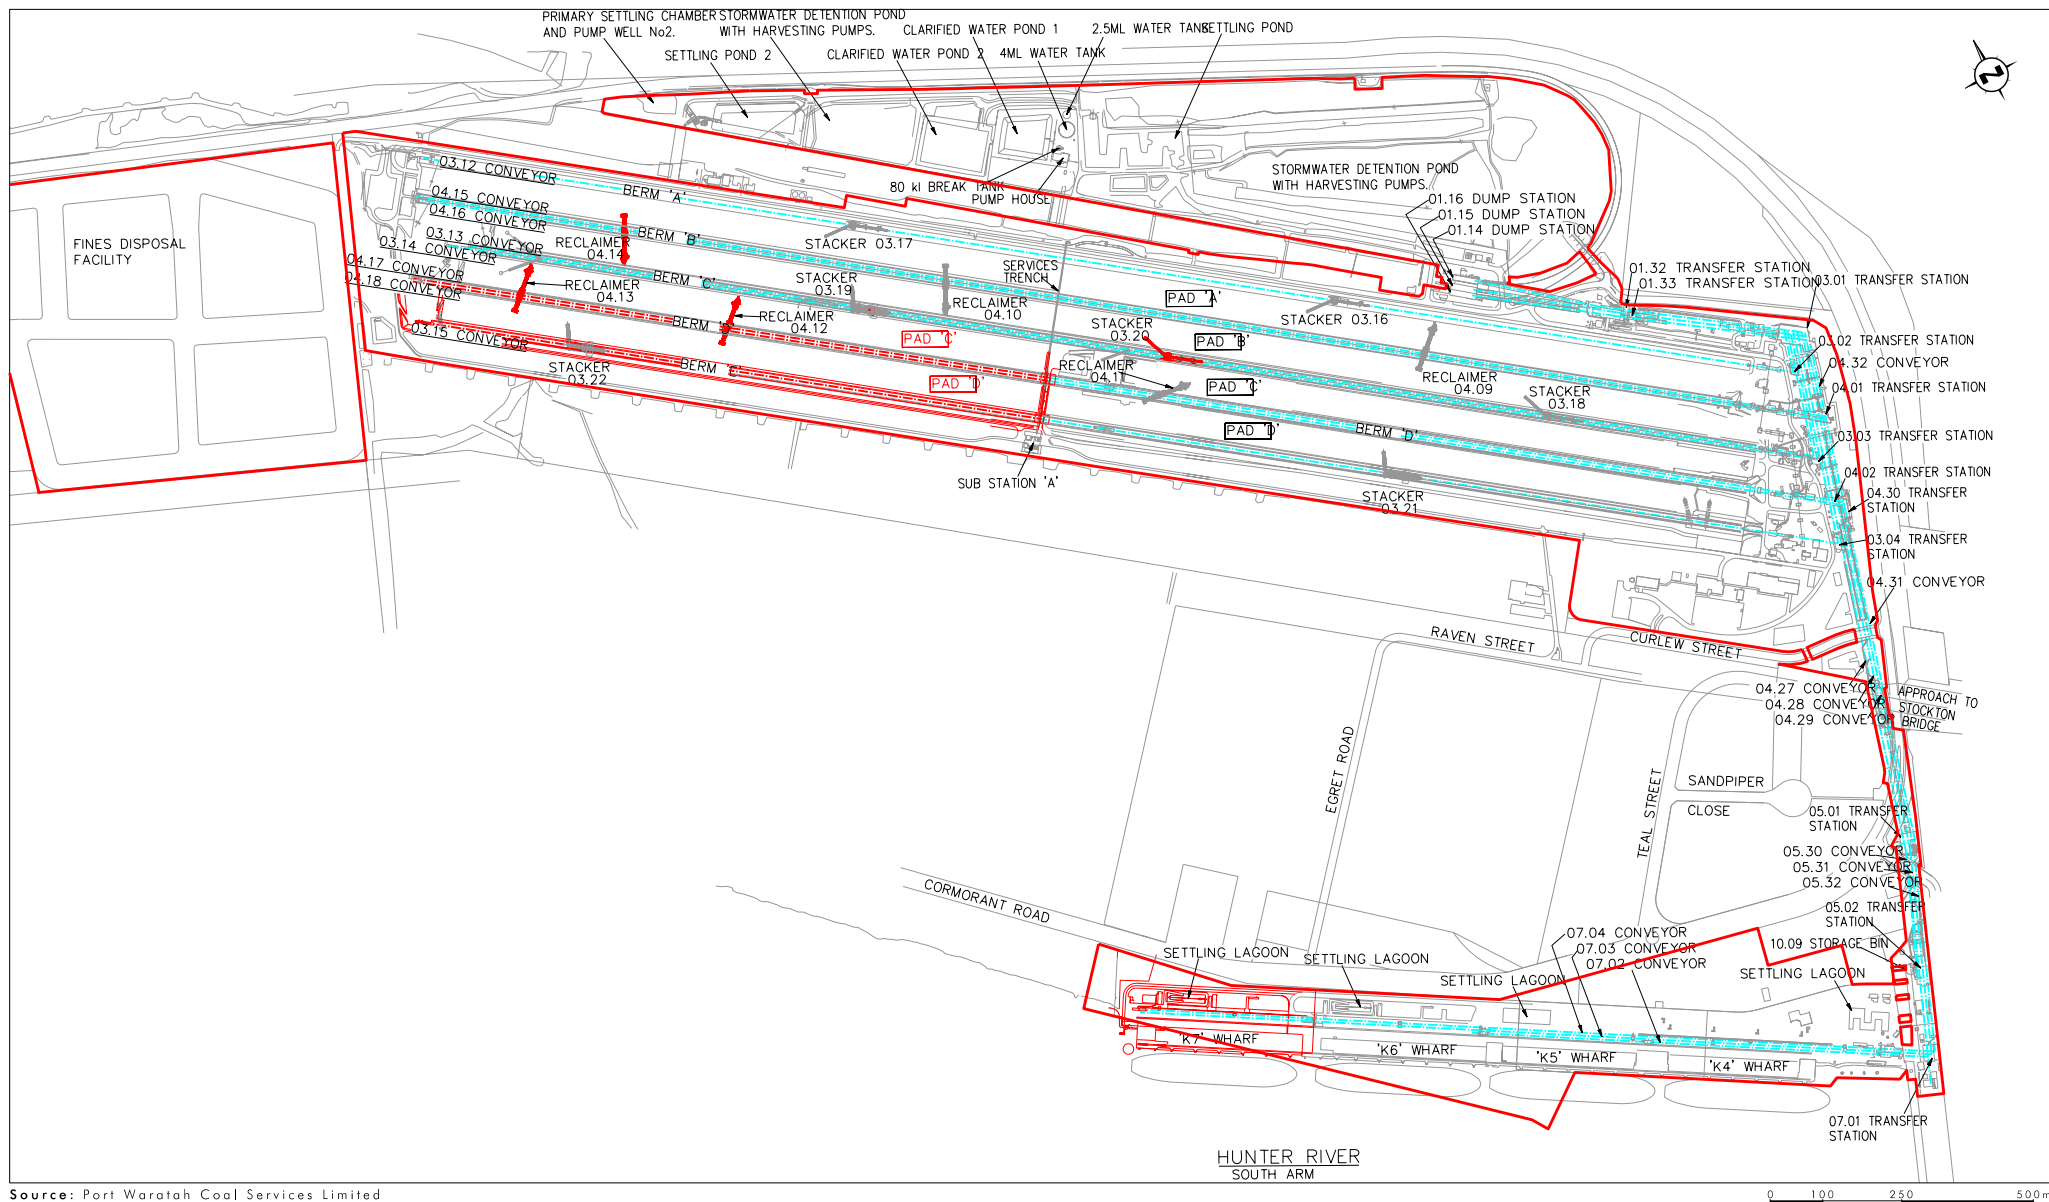 PRIMARY SETTLING CHAMBER
AND PUMP WELL No2.
STORMWATER DETENTION POND
WITH HARVESTING PUMPS.
SETTLING POND 2
CLARIFIED WATER POND 1
CLARIFIED WATER POND 2
4ML WATER TANK
2.5ML WATER TANK
SETTLING POND
N
80 kl BREAK TANK
PUMP HOUSE
STORMWATER DETENTION POND
WITH HARVESTING PUMPS.
01.16 DUMP STATION
01.15 DUMP STATION
01.14 DUMP STATION
01.32 TRANSFER STATION
01.33 TRANSFER STATION
03.01 TRANSFER STATION
03.02 TRANSFER STATION
04.32 CONVEYOR
04.01 TRANSFER STATION
03.03 TRANSFER STATION
04.02 TRANSFER STATION
04.30 TRANSFER
STATION
03.04 TRANSFER
STATION
04.31 CONVEYOR
FINES DISPOSAL
FACILITY
03.12 CONVEYOR
04.15 CONVEYOR
04.16 CONVEYOR
03.13 CONVEYOR
03.14 CONVEYOR
04.17 CONVEYOR
04.18 CONVEYOR
03.15 CONVEYOR
BERM 'A'
BERM 'B'
BERM 'C'
BERM 'D'
BERM 'E'
RECLAIMER
04.14
RECLAIMER
04.13
RECLAIMER
04.12
STACKER
03.19
STACKER 03.17
RECLAIMER
04.10
SERVICES
TRENCH
STACKER
03.22
PAD 'C'
PAD 'D'
PAD 'A'
PAD 'B'
PAD 'C'
PAD 'D'
STACKER
03.20
RECLAIMER
04.11
STACKER 03.16
RECLAIMER
04.09
STACKER
03.18
BERM 'D'
STACKER
03.21
SUB STATION 'A'
RAVEN STREET
CURLEW STREET
04.27 CONVEYOR
04.28 CONVEYOR
04.29 CONVEYOR
APPROACH TO
STOCKTON
BRIDGE
EGRET ROAD
TEAL STREET
SANDPIPER
CLOSE
05.01 TRANSFER
STATION
05.30 CONVEYOR
05.31 CONVEYOR
05.32 CONVEYOR
05.02 TRANSFER
STATION
10.09 STORAGE BIN
CORMORANT ROAD
SETTLING LAGOON
SETTLING LAGOON
SETTLING LAGOON
SETTLING LAGOON
07.04 CONVEYOR
07.03 CONVEYOR
07.02 CONVEYOR
'K7' WHARF
'K6' WHARF
'K5' WHARF
'K4' WHARF
07.01 TRANSFER
STATION
HUNTER RIVER
SOUTH ARM
Source: Port Waratah Coal Services Limited
0 100 250 500m